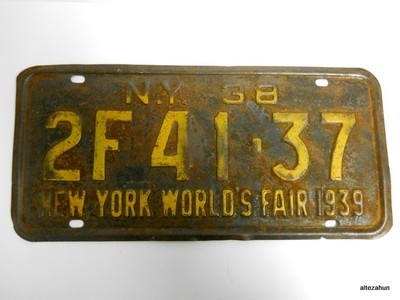 N.Y. 38
2F 41·37
NEW YORK WORLD'S FAIR 1939
altezahun